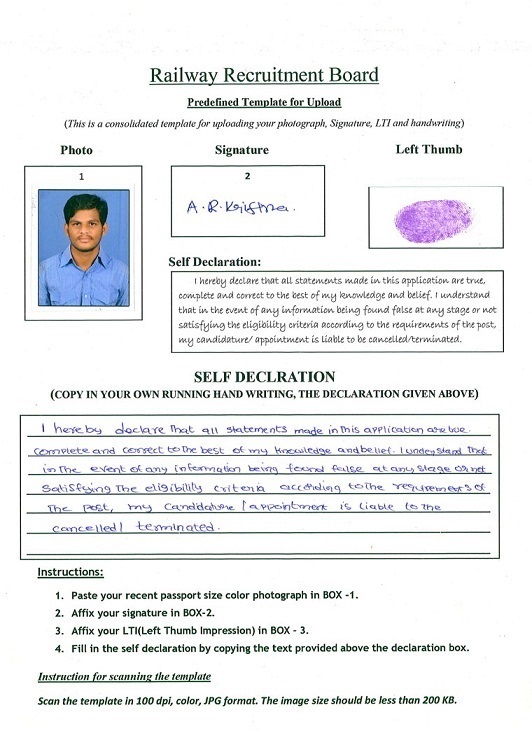 Railway Recruitment Board
Predefined Template for Upload
(This is a consolidated template for uploading your photograph, Signature, LTI and handwriting)
Photo
Signature
Left Thumb
1
2
A.R.Krishna.
Self Declaration:
I hereby declare that all statements made in this application are true,
complete and correct to the best of my knowledge and belief. I understand
that in the event of any information being found false at any stage or not
satisfying the eligibility criteria according to the requirements of the post,
my candidature/ appointment is liable to be cancelled/terminated.
SELF DECLRATION
(COPY IN YOUR OWN RUNNING HAND WRITING, THE DECLARATION GIVEN ABOVE)
I hereby declare That all statements made in This application are true.
complete and correct to The best of my knowledge and belief. I understand That
in The event of any information being found false at any stage or not
Satisfying The eligibility criteria according to The requirements of
The post, my candidature / appointment is liable to the
cancelled / terminated.
Instructions:
1. Paste your recent passport size color photograph in BOX -1.
2. Affix your signature in BOX-2.
3. Affix your LTI(Left Thumb Impression) in BOX - 3.
4. Fill in the self declaration by copying the text provided above the declaration box.
Instruction for scanning the template
Scan the template in 100 dpi, color, JPG format. The image size should be less than 200 KB.